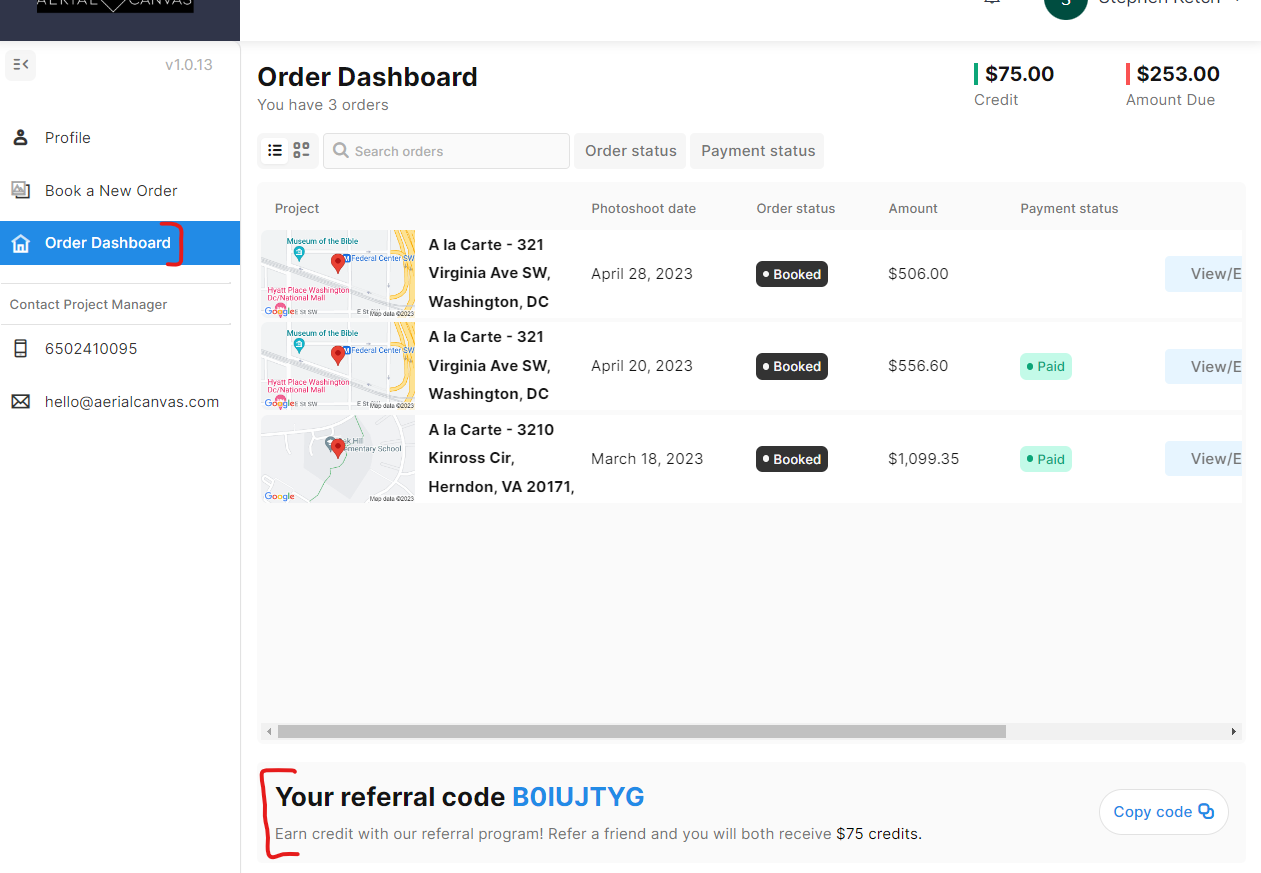 AERIAL CANVAS
Stephen Ketch
v1.0.13
Profile
Book a New Order
Order Dashboard
Contact Project Manager
6502410095
hello@aerialcanvas.com
Order Dashboard
You have 3 orders
$75.00
Credit
$253.00
Amount Due
Search orders
Order status
Payment status
Project Photoshoot date Order status Amount Payment status
Museum of the Bible
Federal Center SW
Hyatt Place Washington
Dc/National Mall
Google E St SW E St Map data ©2023
A la Carte - 321
Virginia Ave SW,
Washington, DC
April 28, 2023 Booked $506.00 View/E
Museum of the Bible
Federal Center SW
Hyatt Place Washington
Dc/National Mall
Google E St SW E St Map data ©2023
A la Carte - 321
Virginia Ave SW,
Washington, DC
April 20, 2023 Booked $556.60 Paid View/E
ek Hill
ementary School
Google Map data ©2023
A la Carte - 3210
Kinross Cir,
Herndon, VA 20171,
March 18, 2023 Booked $1,099.35 Paid View/E
Your referral code B0IUJTYG
Earn credit with our referral program! Refer a friend and you will both receive $75 credits.
Copy code